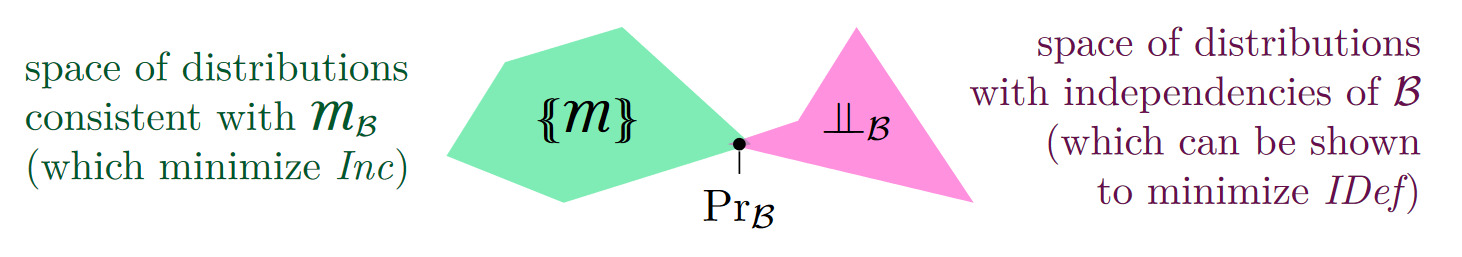 space of distributions
consistent with 𝓂_ℬ
(which minimize Inc)
⦃𝓂⦄
Pr_ℬ
⫫_ℬ
space of distributions
with independencies of ℬ
(which can be shown
to minimize IDef)